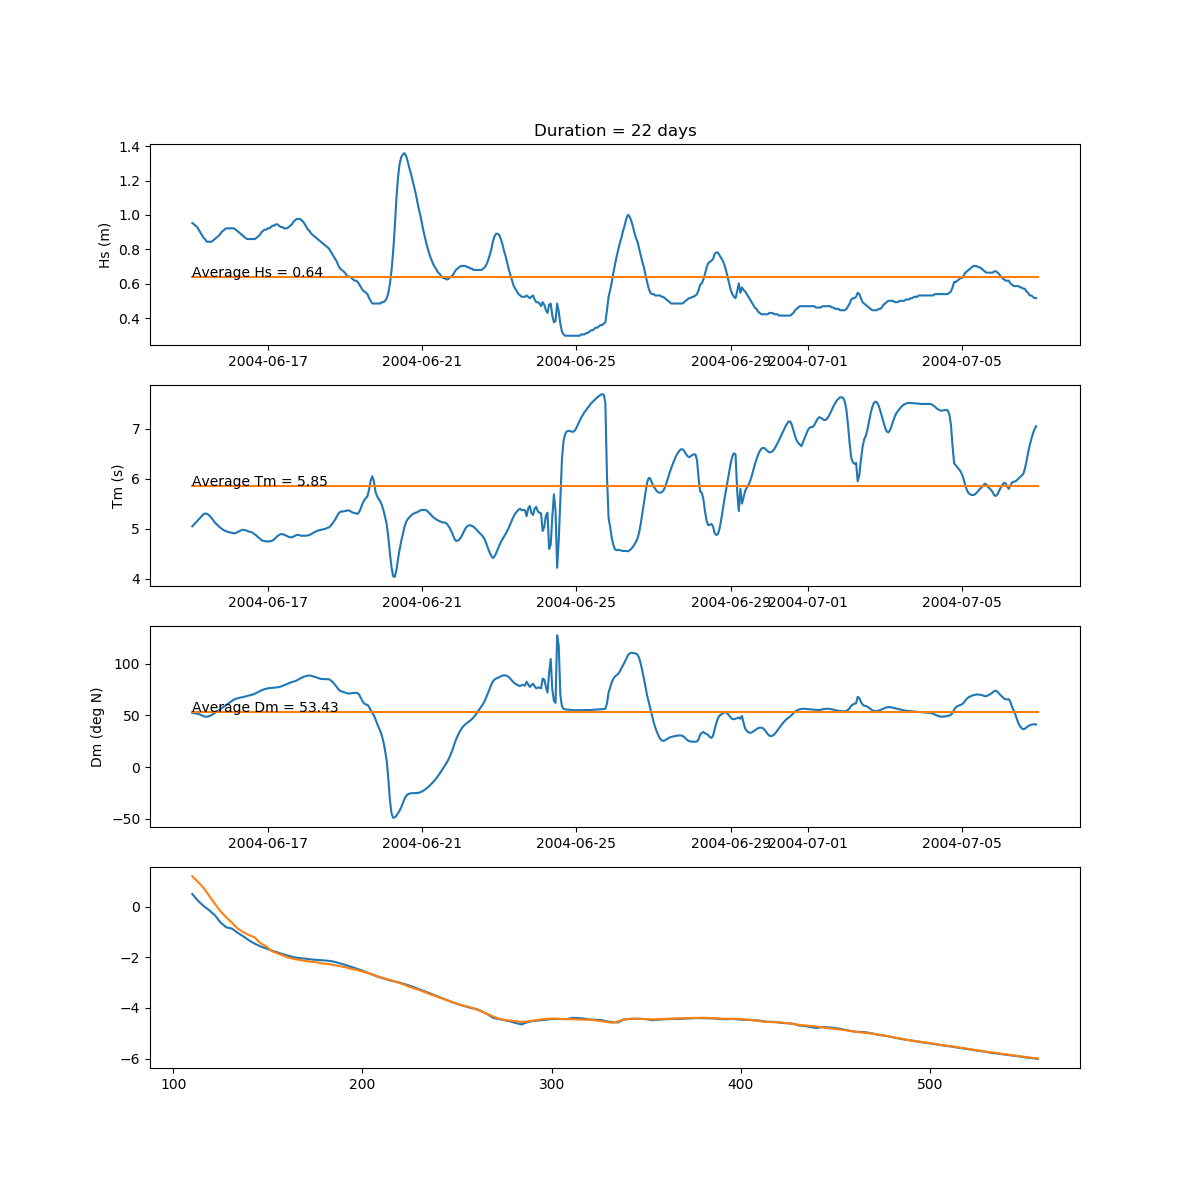 Duration = 22 days
1.4
1.2
1.0
0.8
0.6
0.4
Hs (m)
Average Hs = 0.64
2004-06-17 2004-06-21 2004-06-25 2004-06-29 2004-07-01 2004-07-05
7
6
5
4
Tm (s)
Average Tm = 5.85
2004-06-17 2004-06-21 2004-06-25 2004-06-29 2004-07-01 2004-07-05
100
50
0
−50
Dm (deg N)
Average Dm = 53.43
2004-06-17 2004-06-21 2004-06-25 2004-06-29 2004-07-01 2004-07-05
0
−2
−4
−6
100 200 300 400 500